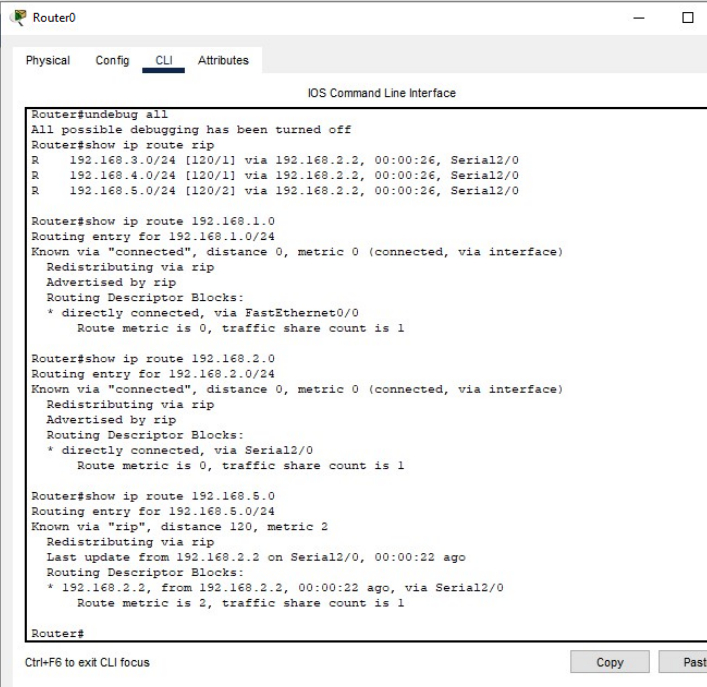 Router0
Physical Config CLI Attributes
IOS Command Line Interface
Router#undebug all
All possible debugging has been turned off
Router#show ip route rip
R 192.168.3.0/24 [120/1] via 192.168.2.2, 00:00:26, Serial2/0
R 192.168.4.0/24 [120/1] via 192.168.2.2, 00:00:26, Serial2/0
R 192.168.5.0/24 [120/2] via 192.168.2.2, 00:00:26, Serial2/0
Router#show ip route 192.168.1.0
Routing entry for 192.168.1.0/24
Known via "connected", distance 0, metric 0 (connected, via interface)
Redistributing via rip
Advertised by rip
Routing Descriptor Blocks:
* directly connected, via FastEthernet0/0
Route metric is 0, traffic share count is 1
Router#show ip route 192.168.2.0
Routing entry for 192.168.2.0/24
Known via "connected", distance 0, metric 0 (connected, via interface)
Redistributing via rip
Advertised by rip
Routing Descriptor Blocks:
* directly connected, via Serial2/0
Route metric is 0, traffic share count is 1
Router#show ip route 192.168.5.0
Routing entry for 192.168.5.0/24
Known via "rip", distance 120, metric 2
Redistributing via rip
Last update from 192.168.2.2 on Serial2/0, 00:00:22 ago
Routing Descriptor Blocks:
* 192.168.2.2, from 192.168.2.2, 00:00:22 ago, via Serial2/0
Route metric is 2, traffic share count is 1
Router#
Ctrl+F6 to exit CLI focus
Copy Past